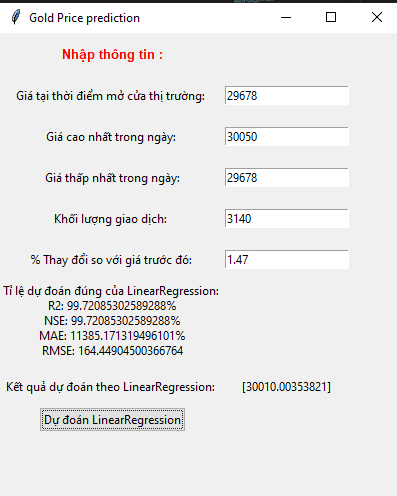 Gold Price prediction
Nhập thông tin :
Giá tại thời điểm mở cửa thị trường: 29678
Giá cao nhất trong ngày: 30050
Giá thấp nhất trong ngày: 29678
Khối lượng giao dịch: 3140
% Thay đổi so với giá trước đó: 1.47
Tỉ lệ dự đoán đúng của LinearRegression:
R2: 99.72085302589288%
NSE: 99.72085302589288%
MAE: 11385.171319496101%
RMSE: 164.44904500366764
Kết quả dự đoán theo LinearRegression: [30010.00353821]
Dự đoán LinearRegression